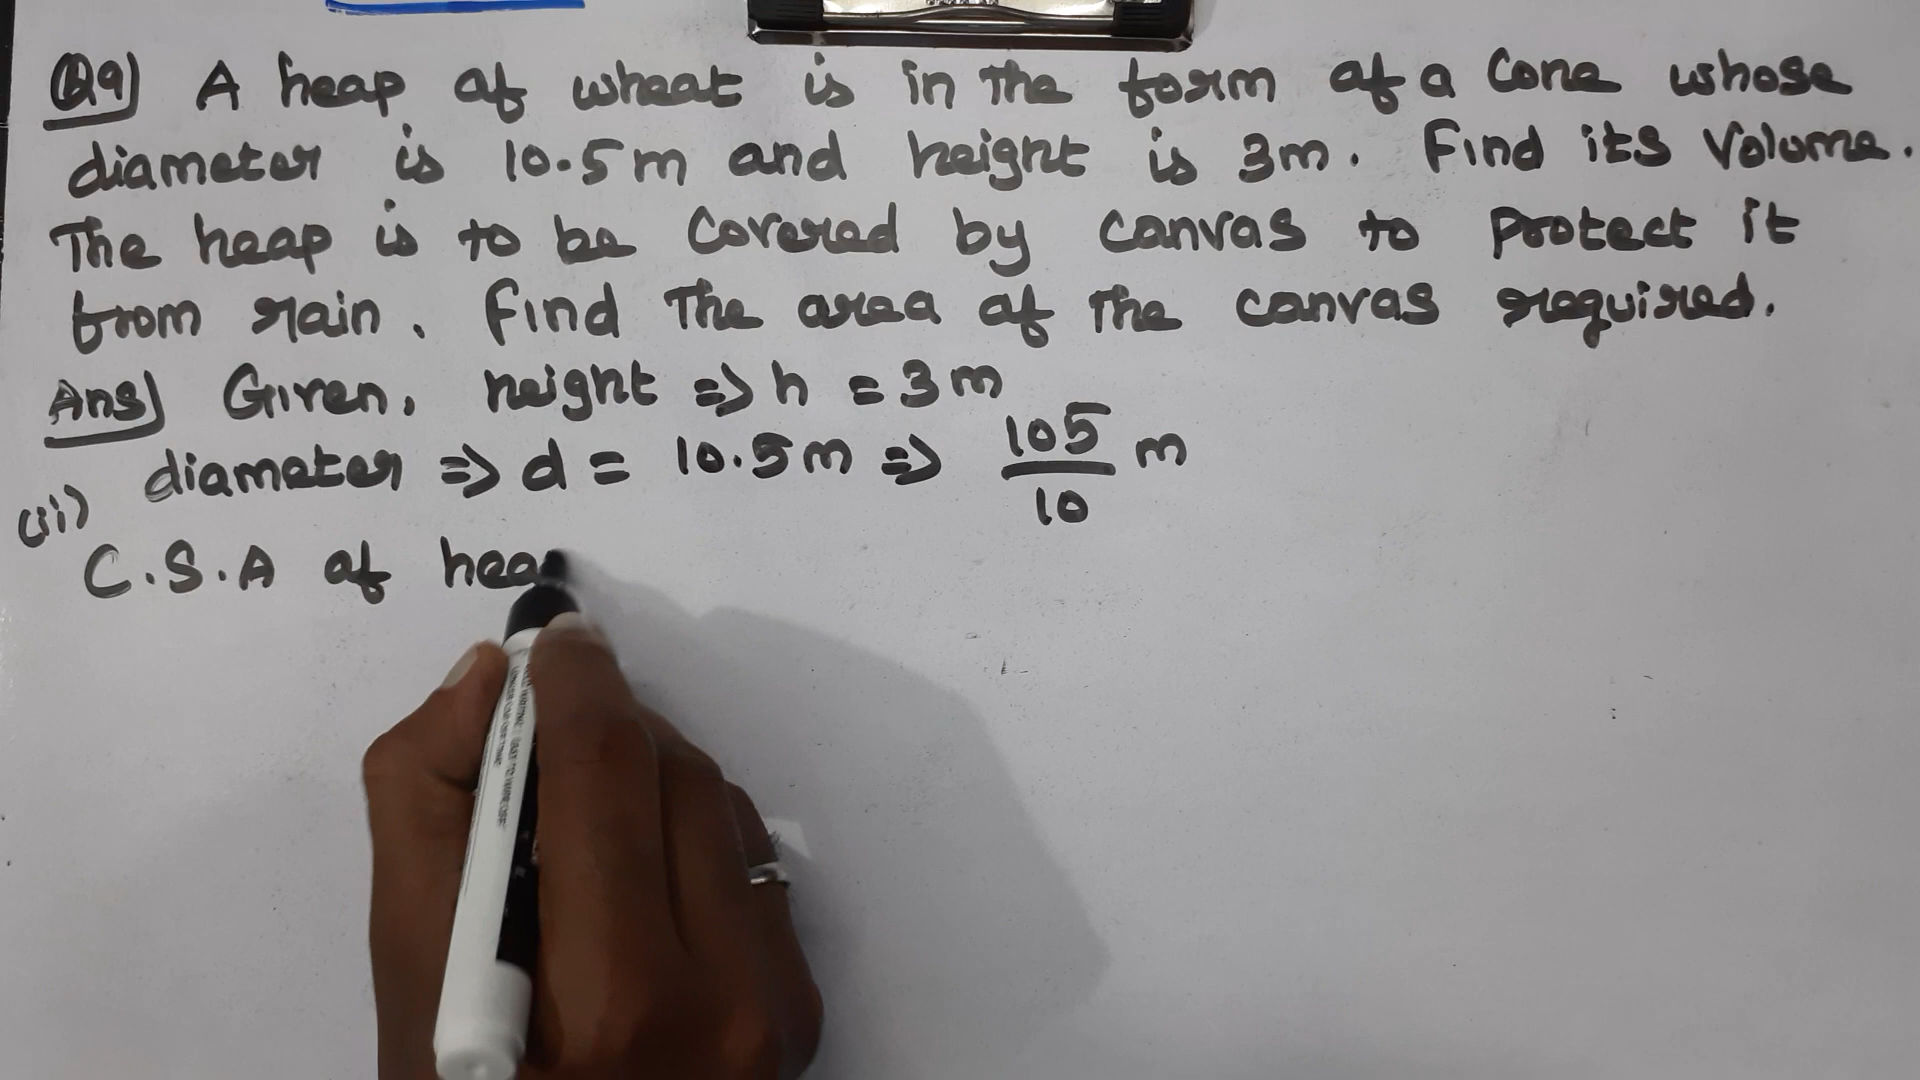 Q9) A heap of wheat is in the form of a cone whose
diameter is 10.5m and height is 3m. Find its Volume.
The heap is to be covered by canvas to protect it
from rain. Find the area of the canvas required.
Ans) Given, height => h = 3m
diameter => d = 10.5m => 105/10 m
(ii)
C.S.A of hea